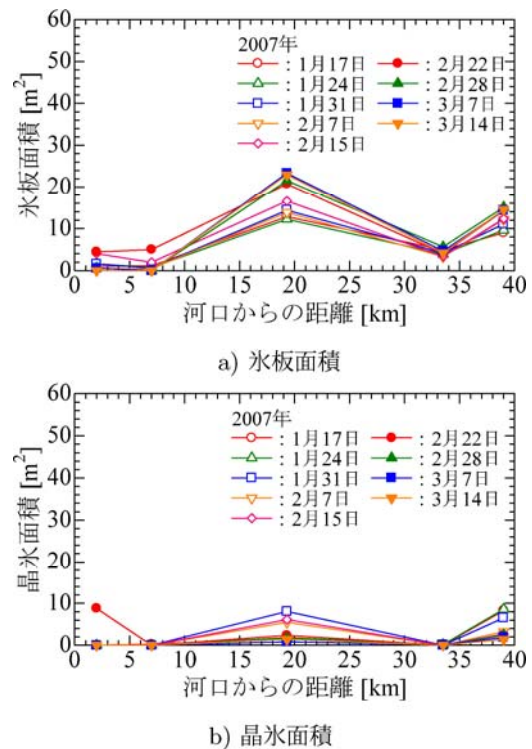 60
50
40
30
20
10
0
氷板面積 [m²]
2007年
：1月17日 ：2月22日
：1月24日 ：2月28日
：1月31日 ：3月7日
：2月7日 ：3月14日
：2月15日
0 5 10 15 20 25 30 35 40
河口からの距離 [km]
a) 氷板面積
60
50
40
30
20
10
0
晶氷面積 [m²]
2007年
：1月17日 ：2月22日
：1月24日 ：2月28日
：1月31日 ：3月7日
：2月7日 ：3月14日
：2月15日
0 5 10 15 20 25 30 35 40
河口からの距離 [km]
b) 晶氷面積